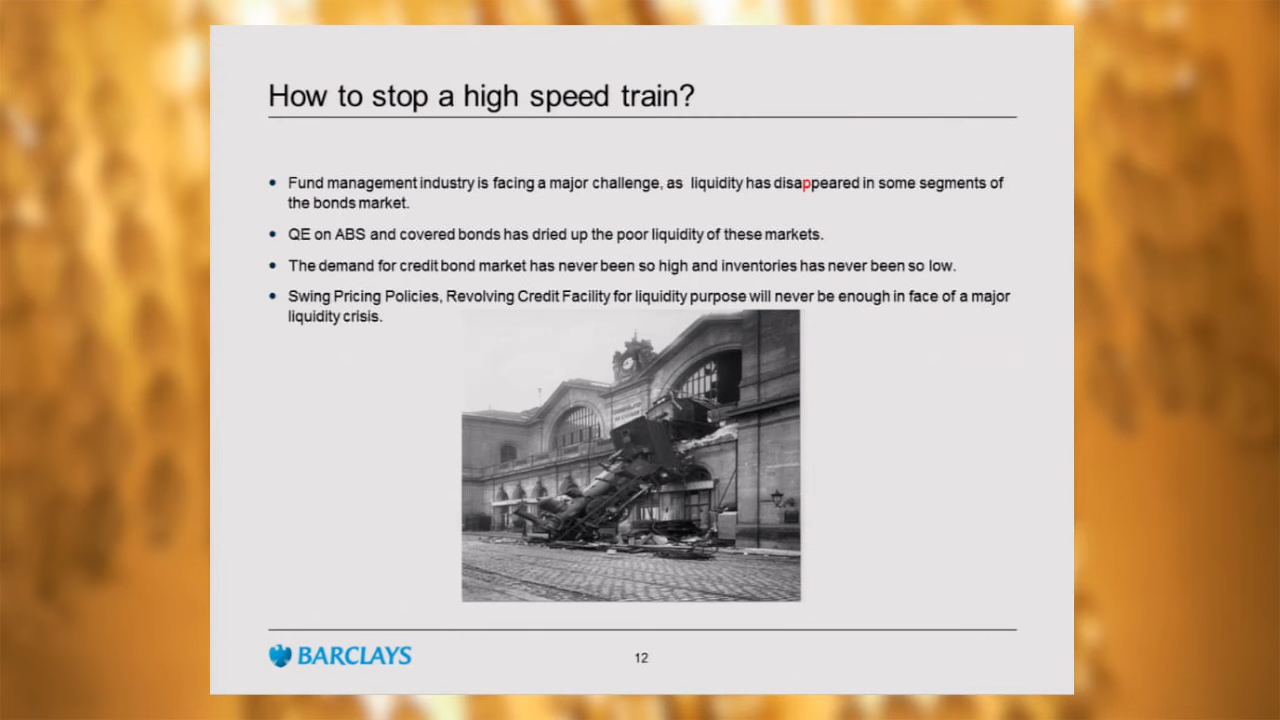 How to stop a high speed train?
• Fund management industry is facing a major challenge, as liquidity has disappeared in some segments of
the bonds market.
• QE on ABS and covered bonds has dried up the poor liquidity of these markets.
• The demand for credit bond market has never been so high and inventories has never been so low.
• Swing Pricing Policies, Revolving Credit Facility for liquidity purpose will never be enough in face of a major
liquidity crisis.
BARCLAYS
12